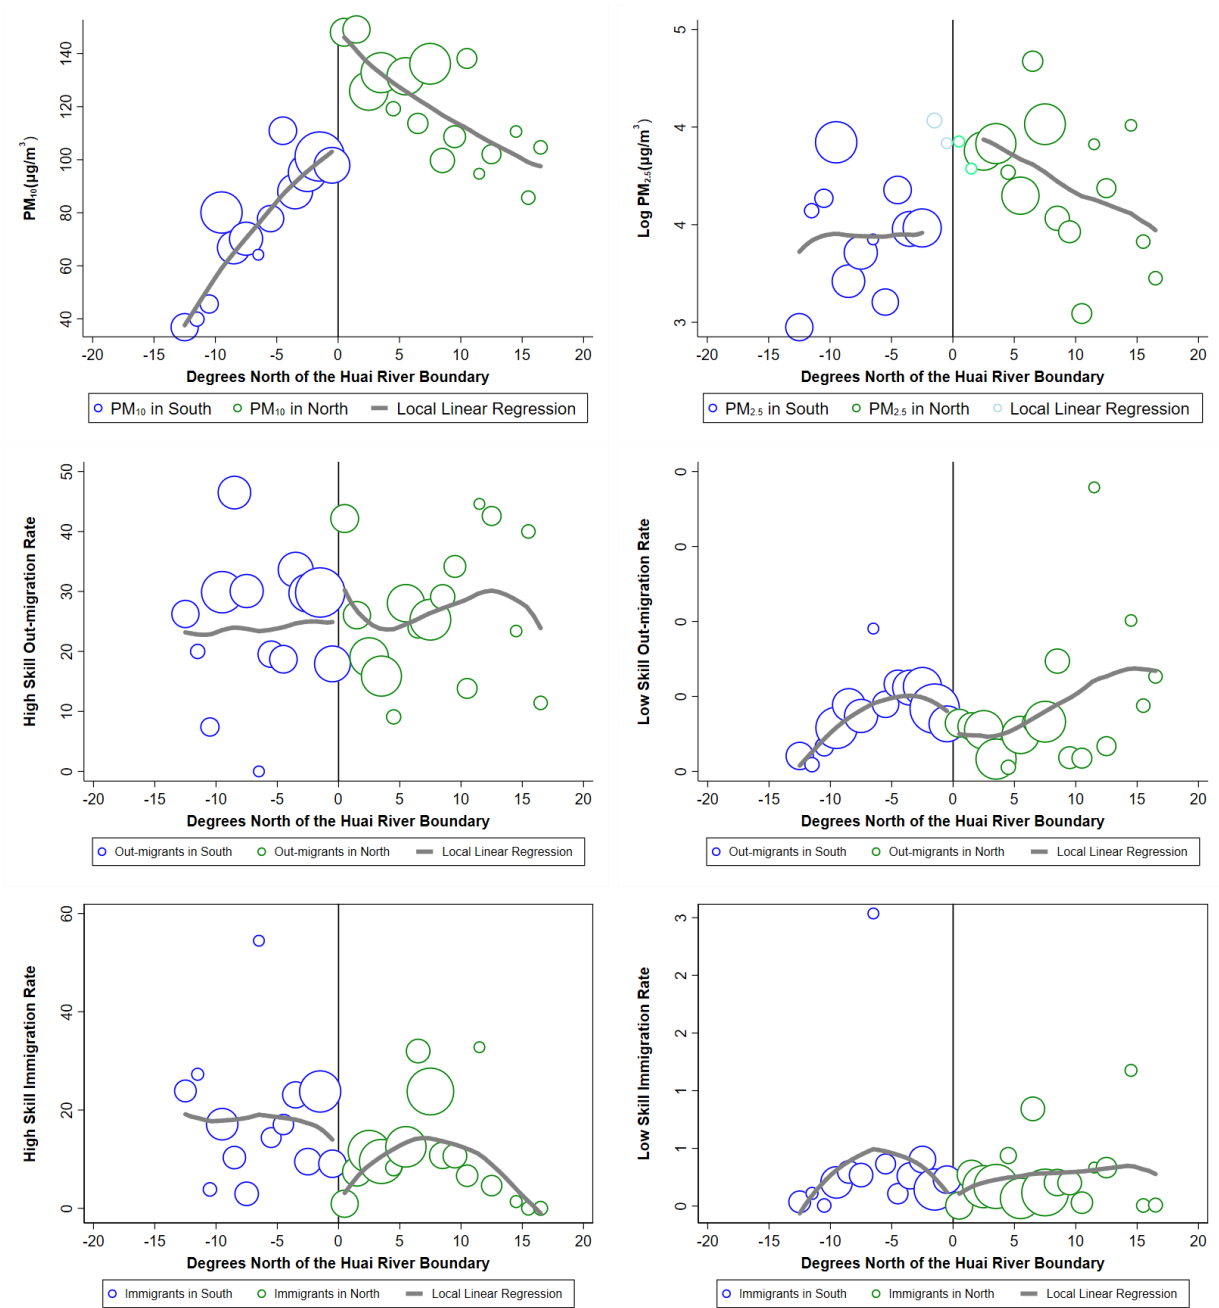 PM₁₀(µg/m³)
140
120
100
80
60
40
-20 -15 -10 -5 0 5 10 15 20
Degrees North of the Huai River Boundary
PM₁₀ in South PM₁₀ in North Local Linear Regression
Log PM₂.₅(µg/m³)
5
4
4
3
-20 -15 -10 -5 0 5 10 15 20
Degrees North of the Huai River Boundary
PM₂.₅ in South PM₂.₅ in North Local Linear Regression
High Skill Out-migration Rate
50
40
30
20
10
0
-20 -15 -10 -5 0 5 10 15 20
Degrees North of the Huai River Boundary
Out-migrants in South Out-migrants in North Local Linear Regression
Low Skill Out-migration Rate
0
0
0
0
0
-20 -15 -10 -5 0 5 10 15 20
Degrees North of the Huai River Boundary
Out-migrants in South Out-migrants in North Local Linear Regression
High Skill Immigration Rate
60
40
20
0
-20 -15 -10 -5 0 5 10 15 20
Degrees North of the Huai River Boundary
Immigrants in South Immigrants in North Local Linear Regression
Low Skill Immigration Rate
3
2
2
1
1
0
-20 -15 -10 -5 0 5 10 15 20
Degrees North of the Huai River Boundary
Immigrants in South Immigrants in North Local Linear Regression